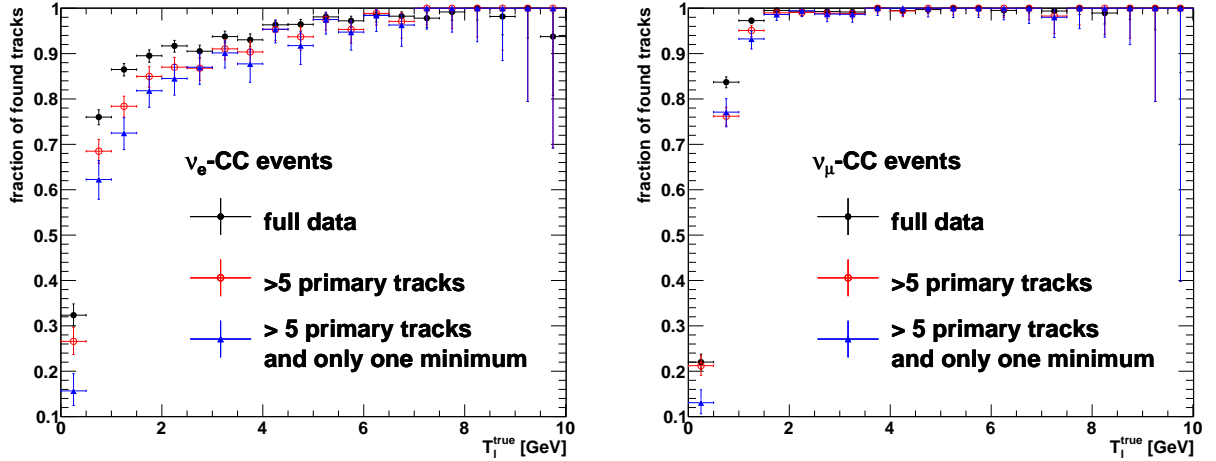 fraction of found tracks
1
0.9
0.8
0.7
0.6
0.5
0.4
0.3
0.2
0.1
νe-CC events
full data
>5 primary tracks
> 5 primary tracks
and only one minimum
0 2 4 6 8 10
T_l^true [GeV]
fraction of found tracks
1
0.9
0.8
0.7
0.6
0.5
0.4
0.3
0.2
0.1
νμ-CC events
full data
>5 primary tracks
> 5 primary tracks
and only one minimum
0 2 4 6 8 10
T_l^true [GeV]